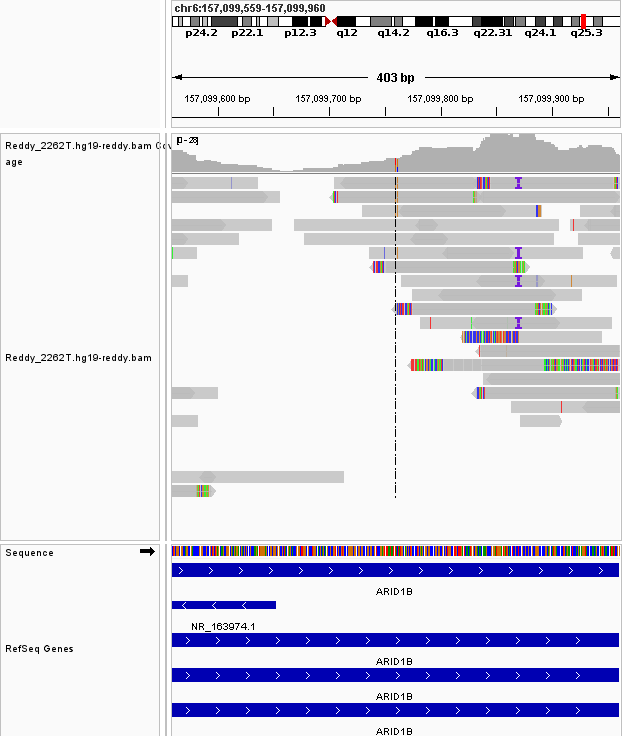 chr6:157,099,559-157,099,960
p24.2 p22.1 p12.3 q12 q14.2 q16.3 q22.31 q24.1 q25.3
403 bp
157,099,600 bp 157,099,700 bp 157,099,800 bp 157,099,900 bp
Reddy_2262T.hg19-reddy.bam Cov
age
[0-28]
Reddy_2262T.hg19-reddy.bam
Sequence
ARID1B
NR_163974.1
RefSeq Genes
ARID1B
ARID1B
ARID1B